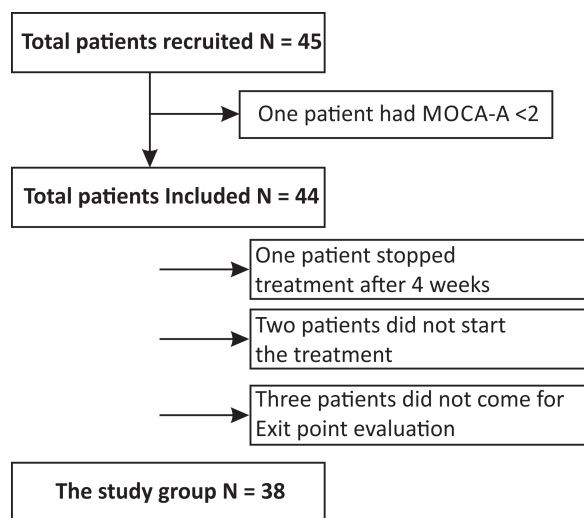 Total patients recruited N = 45
One patient had MOCA-A <2
Total patients Included N = 44
One patient stopped
treatment after 4 weeks
Two patients did not start
the treatment
Three patients did not come for
Exit point evaluation
The study group N = 38